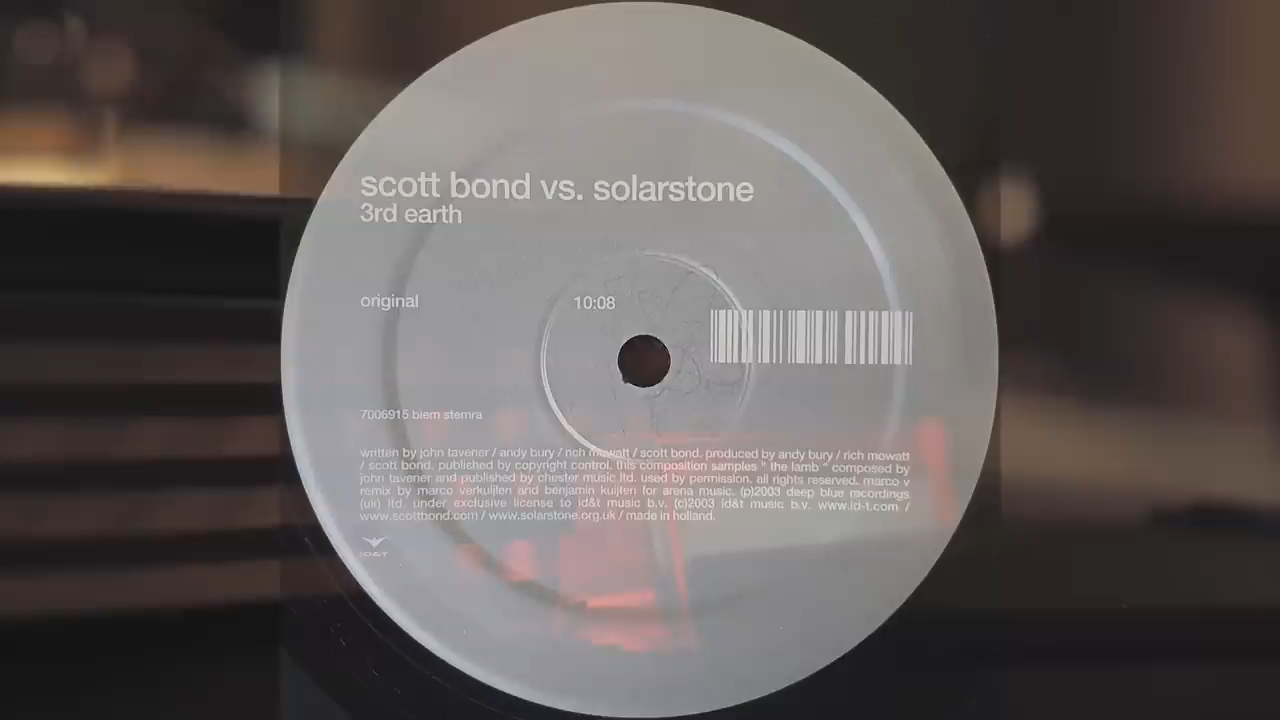 scott bond vs. solarstone
3rd earth
original 10:08
7006915 biem stemra
written by john tavener / andy bury / rich mowatt / scott bond. produced by andy bury / rich mowatt
/ scott bond. published by copyright control. this composition samples " the lamb " composed by
john tavener and published by chester music ltd. used by permission. all rights reserved. marco v
remix by marco verkuijlen and benjamin kuijten for arena music. (p)2003 deep blue recordings
(uk) ltd. under exclusive license to id&t music b.v. (c)2003 id&t music b.v. www.id-t.com /
www.scottbond.com / www.solarstone.org.uk / made in holland.
ID&T